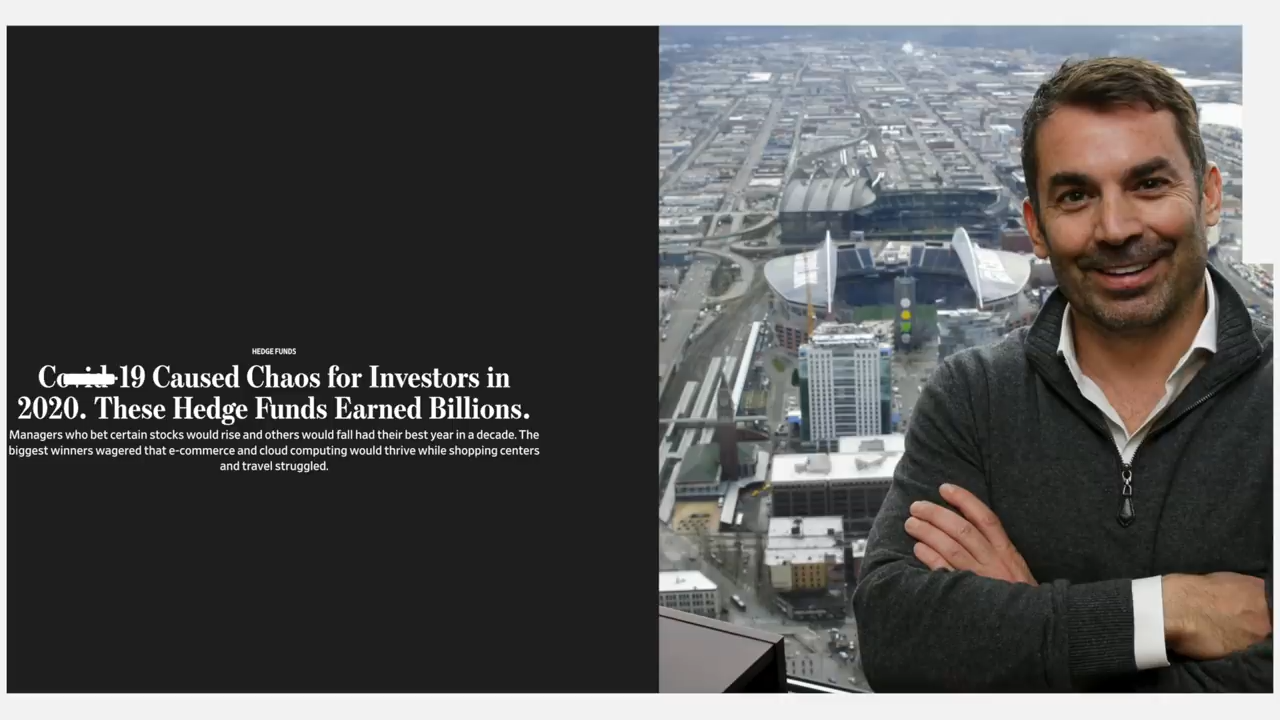 HEDGE FUNDS
Covid-19 Caused Chaos for Investors in
2020. These Hedge Funds Earned Billions.
Managers who bet certain stocks would rise and others would fall had their best year in a decade. The
biggest winners wagered that e-commerce and cloud computing would thrive while shopping centers
and travel struggled.